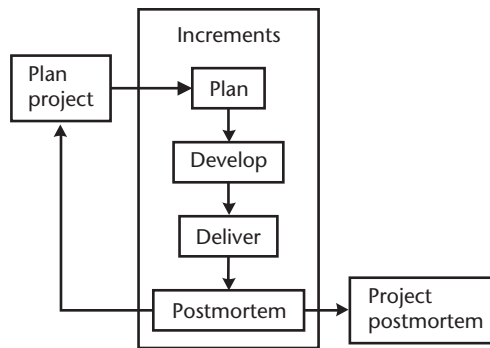 Increments
Plan
project
Plan
Develop
Deliver
Postmortem
Project
postmortem